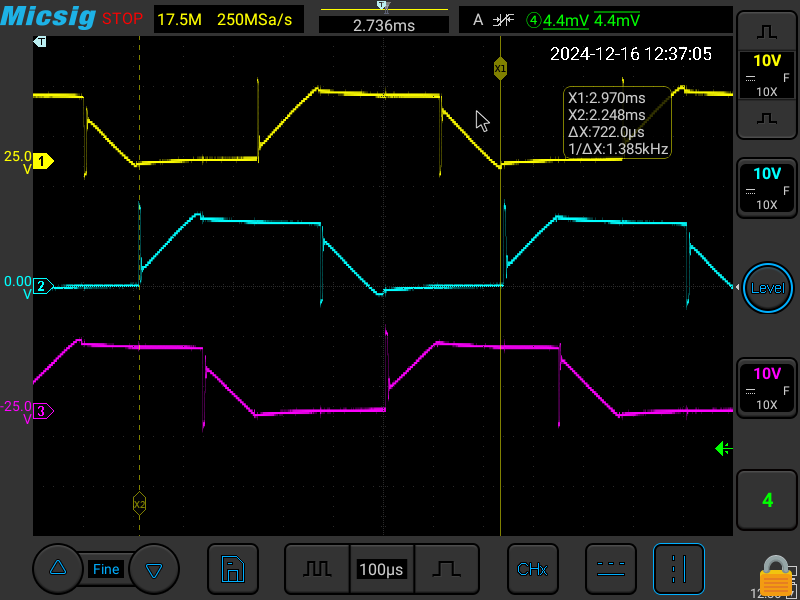 Micsig STOP 17.5M 250MSa/s T 2.736ms A 4 4.4mV 4.4mV
T
2024-12-16 12:37:05
X1
X1:2.970ms
X2:2.248ms
ΔX:722.0µs
1/ΔX:1.385kHz
25.0
V
1
0.00
V
2
-25.0
V
3
X2
10V
F
10X
10V
F
10X
Level
10V
F
10X
4
Fine
100µs
CHx